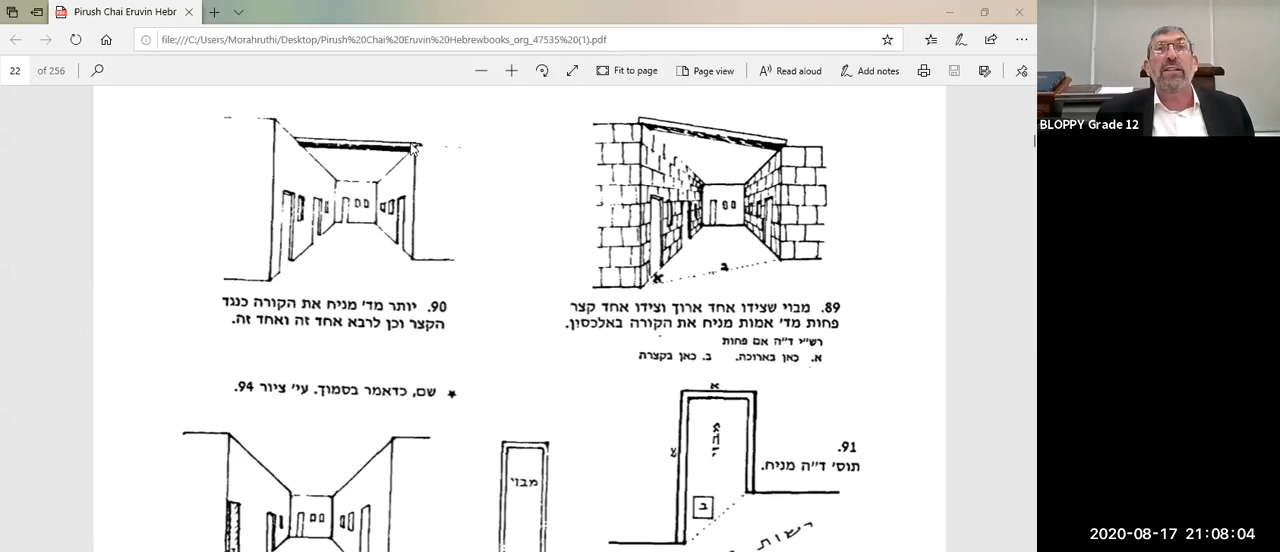 Pirush Chai Eruvin Hebr
file:///C:/Users/Morahruthi/Desktop/Pirush%20Chai%20Eruvin%20Hebrewbooks_org_47535%20(1).pdf
22 of 256
Fit to page
Page view
Read aloud
Add notes
BLOPPY Grade 12
89. מבוי שצידו אחד ארוך וצידו אחד קצר
פחות מד' אמות מניח את הקורה באלכסון.
רש"י ד"ה אם פחות
א. כאן בארוכה. ב. כאן בקצרה
א
ב
90. יותר מד' מניח את הקורה כנגד
הקצר וכן לרבא אחד זה ואחד זה.
★ שם, כדאמר בסמוך. עי' ציור 94.
91.
תוס' ד"ה מניח.
א
מבוי
א
ב
רשות
מבוי
2020-08-17 21:08:04